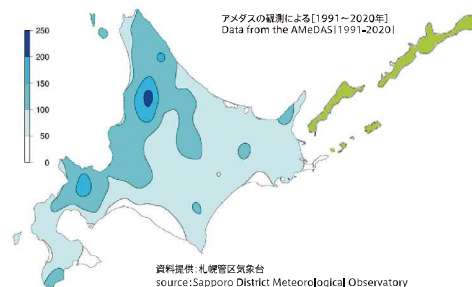 アメダスの観測による[1991～2020年]
Data from the AMeDAS[1991-2020]
250
200
150
100
50
0
資料提供：札幌管区気象台
source:Sapporo District Meteorological Observatory